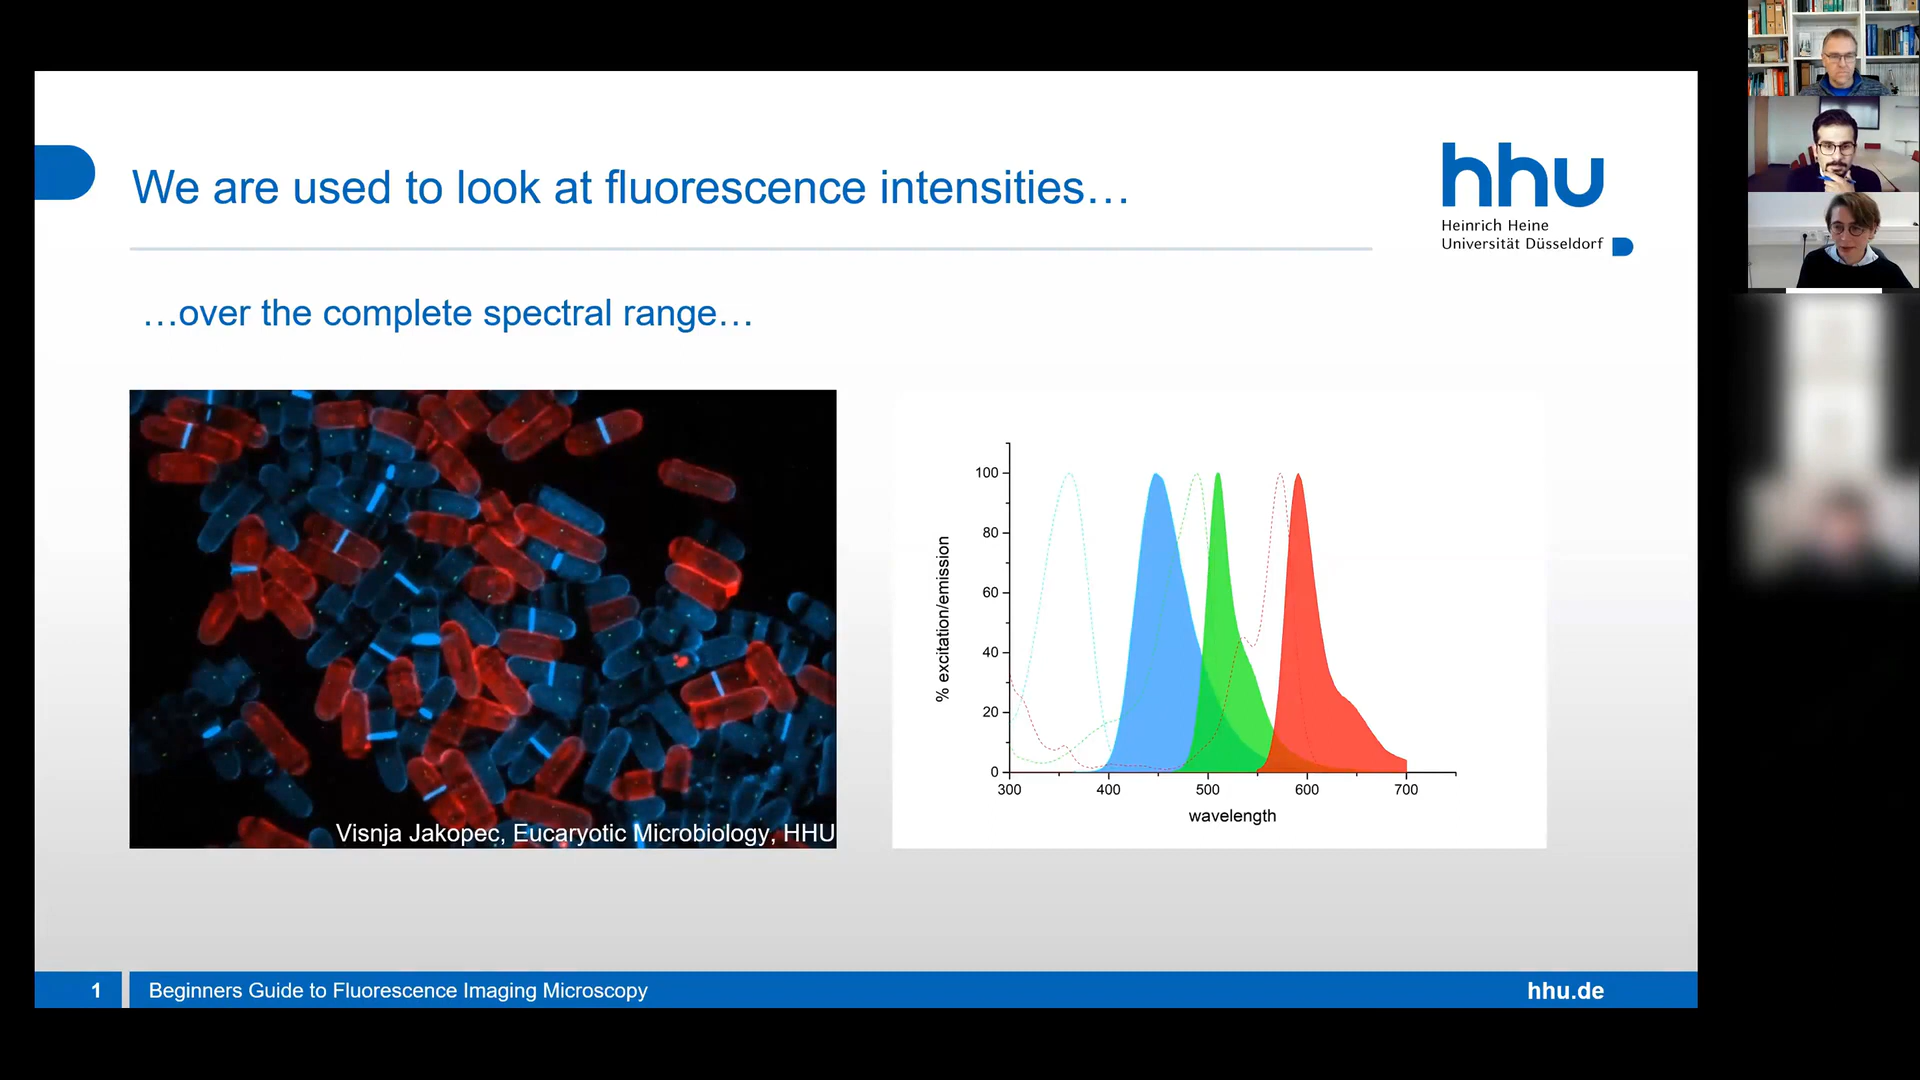 We are used to look at fluorescence intensities…
hhu
Heinrich Heine
Universität Düsseldorf
…over the complete spectral range…
Visnja Jakopec, Eucaryotic Microbiology, HHU
% excitation/emission
100
80
60
40
20
0
300
400
500
600
700
wavelength
1
Beginners Guide to Fluorescence Imaging Microscopy
hhu.de